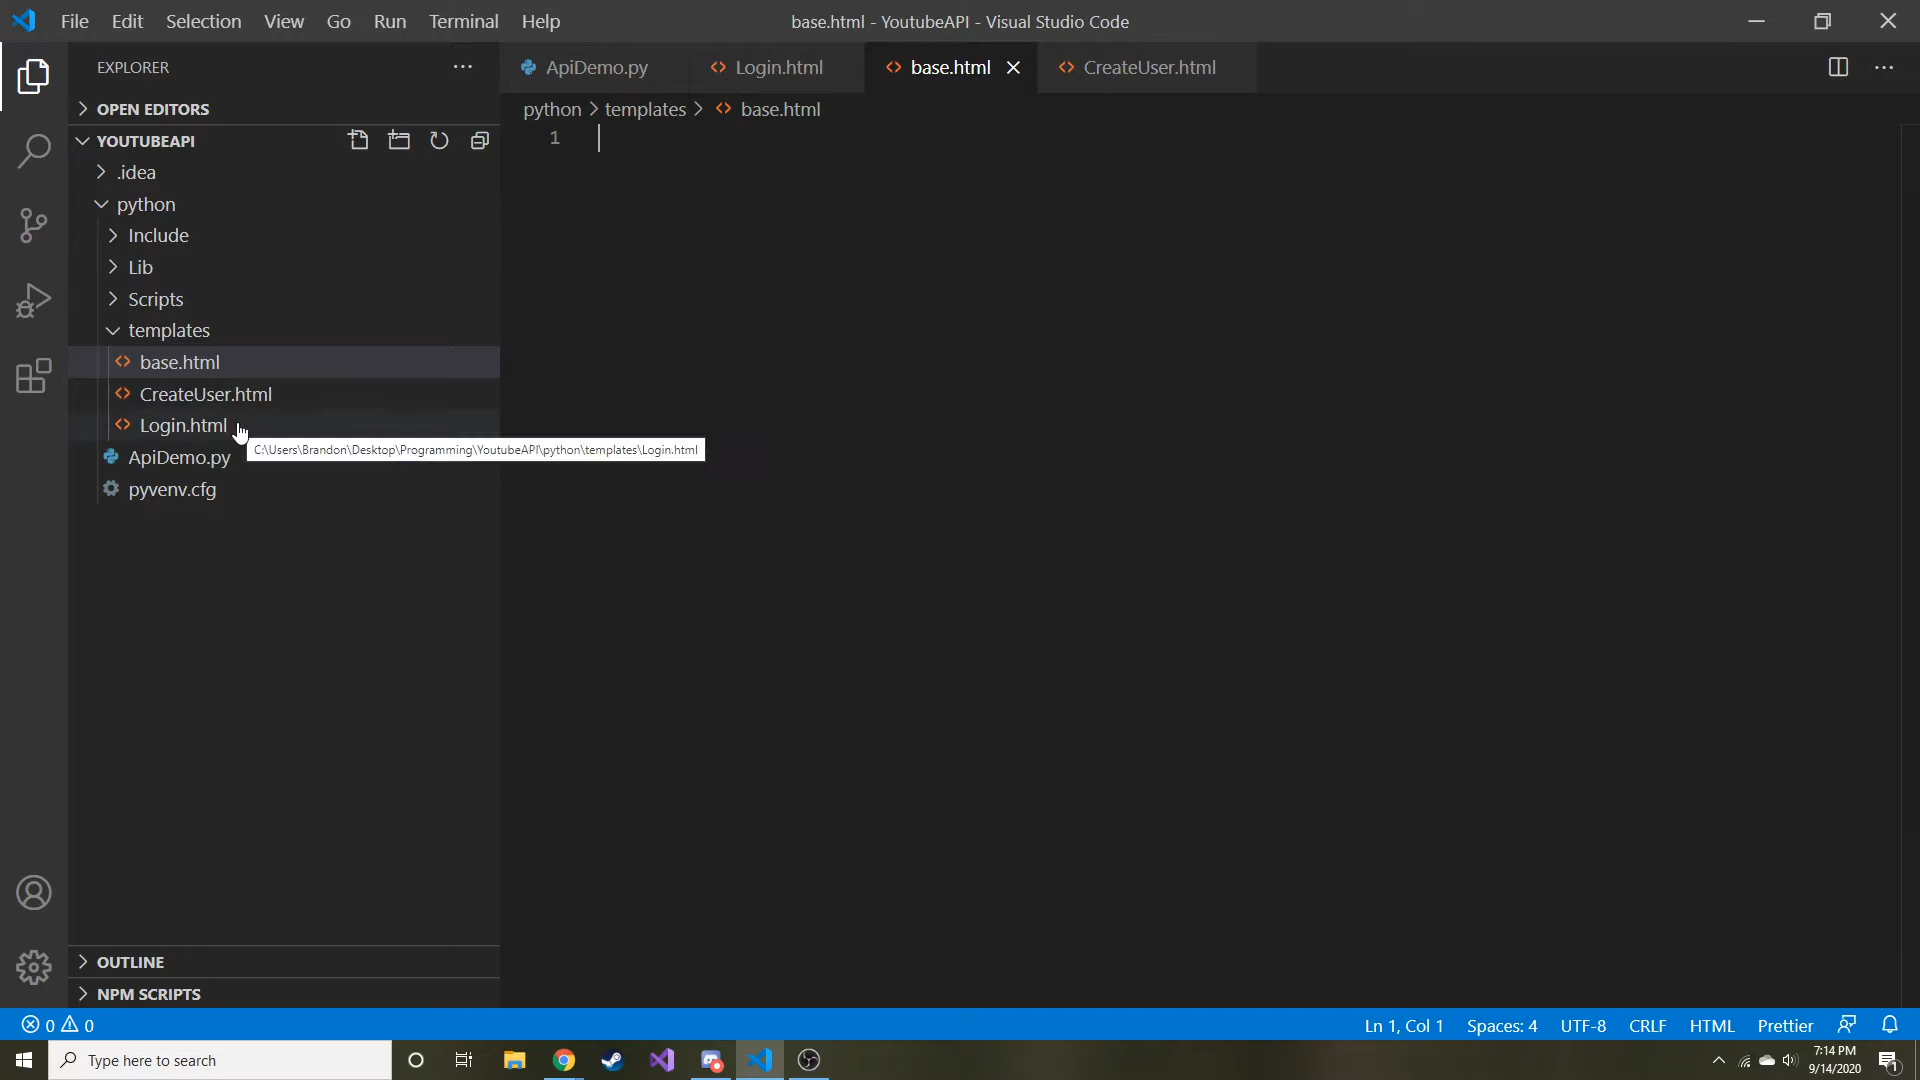 File Edit Selection View Go Run Terminal Help
base.html - YoutubeAPI - Visual Studio Code
EXPLORER
OPEN EDITORS
YOUTUBEAPI
.idea
python
Include
Lib
Scripts
templates
base.html
CreateUser.html
Login.html
ApiDemo.py
pyvenv.cfg
C:\Users\Brandon\Desktop\Programming\YoutubeAPI\python\templates\Login.html
OUTLINE
NPM SCRIPTS
ApiDemo.py Login.html base.html CreateUser.html
python > templates > base.html
1
0 0
Ln 1, Col 1 Spaces: 4 UTF-8 CRLF HTML Prettier
Type here to search
7:14 PM
9/14/2020
1